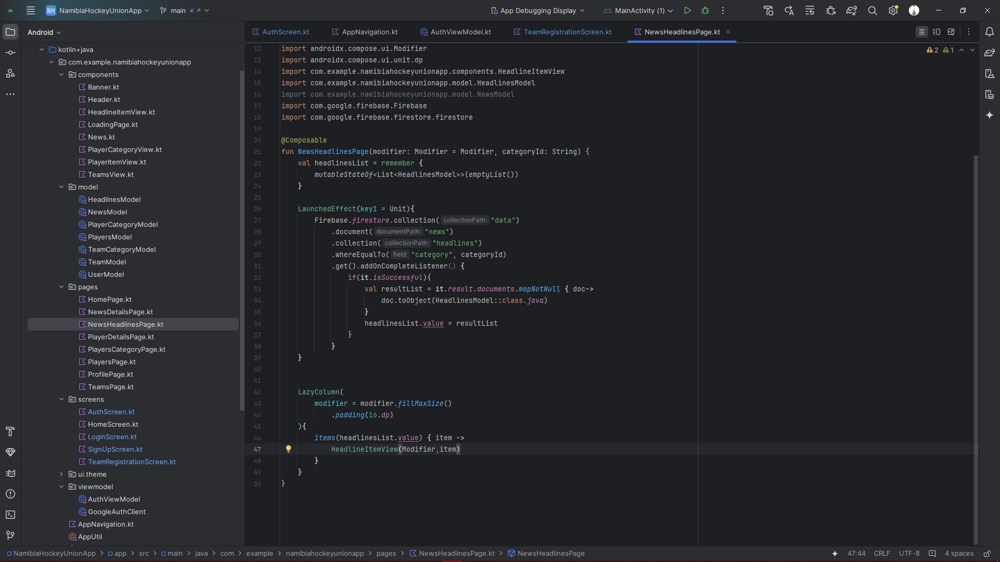 NH NamibiaHockeyUnionApp main App Debugging Display MainActivity (1)
Android
AuthScreen.kt AppNavigation.kt AuthViewModel.kt TeamRegistrationScreen.kt NewsHeadlinesPage.kt
kotlin+java
com.example.namibiahockeyunionapp
components
Banner.kt
Header.kt
HeadlineItemView.kt
LoadingPage.kt
News.kt
PlayerCategoryView.kt
PlayerItemView.kt
TeamsView.kt
model
HeadlinesModel
NewsModel
PlayerCategoryModel
PlayersModel
TeamCategoryModel
TeamModel
UserModel
pages
HomePage.kt
NewsDetailsPage.kt
NewsHeadlinesPage.kt
PlayerDetailsPage.kt
PlayersCategoryPage.kt
PlayersPage.kt
ProfilePage.kt
TeamsPage.kt
screens
AuthScreen.kt
HomeScreen.kt
LoginScreen.kt
SignUpScreen.kt
TeamRegistrationScreen.kt
ui.theme
viewmodel
AuthViewModel
GoogleAuthClient
AppNavigation.kt
AppUtil
2 1
12 import androidx.compose.ui.Modifier
13 import androidx.compose.ui.unit.dp
14 import com.example.namibiahockeyunionapp.components.HeadlineItemView
15 import com.example.namibiahockeyunionapp.model.HeadlinesModel
16 import com.example.namibiahockeyunionapp.model.NewsModel
17 import com.google.firebase.Firebase
18 import com.google.firebase.firestore.firestore
19
20 @Composable
21 fun NewsHeadlinesPage(modifier: Modifier = Modifier, categoryId: String) {
22     val headlinesList = remember {
23         mutableStateOf<List<HeadlinesModel>>(emptyList())
24     }
25
26     LaunchedEffect(key1 = Unit){
27         Firebase.firestore.collection( collectionPath: "data")
28             .document( documentPath: "news")
29             .collection( collectionPath: "headlines")
30             .whereEqualTo( field: "category", categoryId)
31             .get().addOnCompleteListener() {
32                 if(it.isSuccessful){
33                     val resultList = it.result.documents.mapNotNull { doc->
34                         doc.toObject(HeadlinesModel::class.java)
35                     }
36                     headlinesList.value = resultList
37                 }
38             }
39     }
40
41
42     LazyColumn(
43         modifier = modifier.fillMaxSize()
44             .padding(16.dp)
45     ){
46         items(headlinesList.value) { item ->
47             HeadlineItemView(Modifier,item)
48         }
49     }
50 }
NamibiaHockeyUnionApp > app > src > main > java > com > example > namibiahockeyunionapp > pages > NewsHeadlinesPage.kt > NewsHeadlinesPage 47:44 CRLF UTF-8 4 spaces